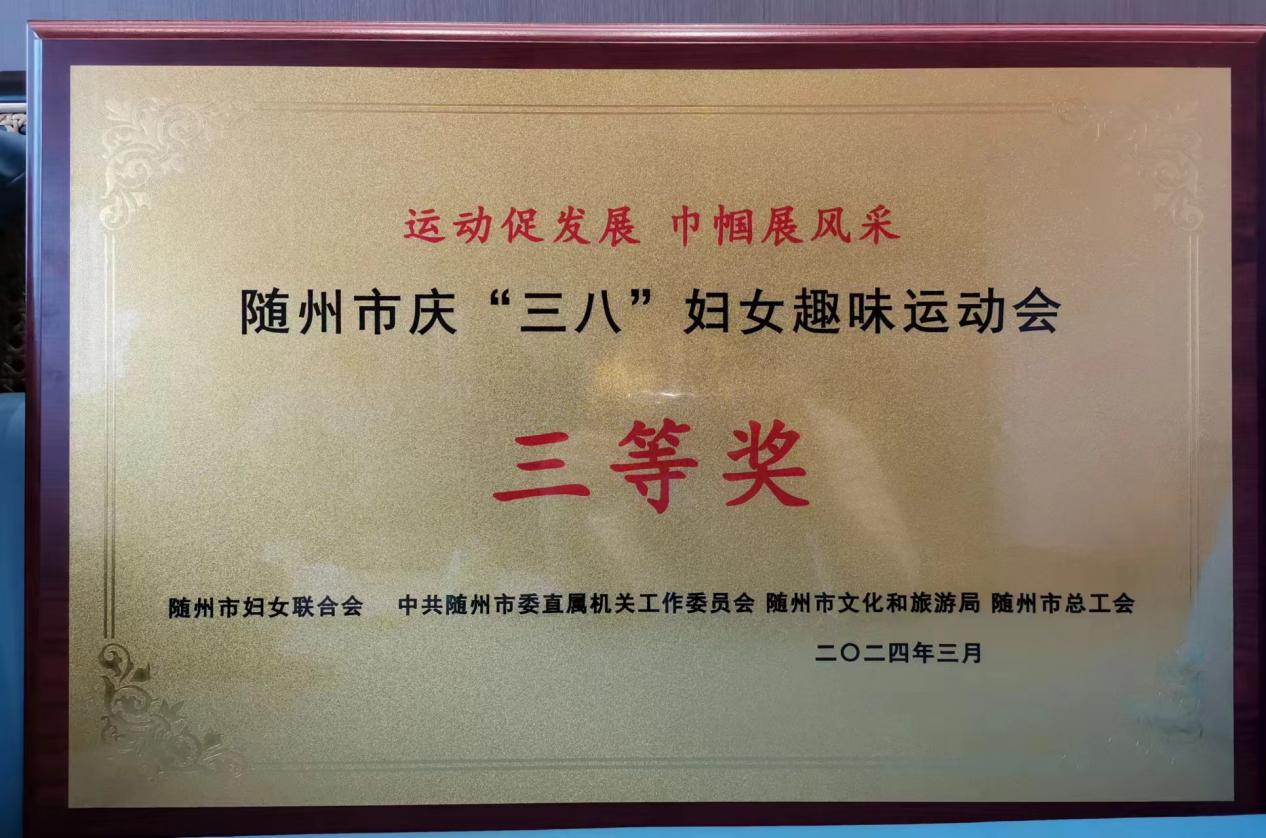 运动促发展 巾帼展风采
随州市庆“三八”妇女趣味运动会
三等奖
随州市妇女联合会 中共随州市委直属机关工作委员会 随州市文化和旅游局 随州市总工会
二〇二四年三月